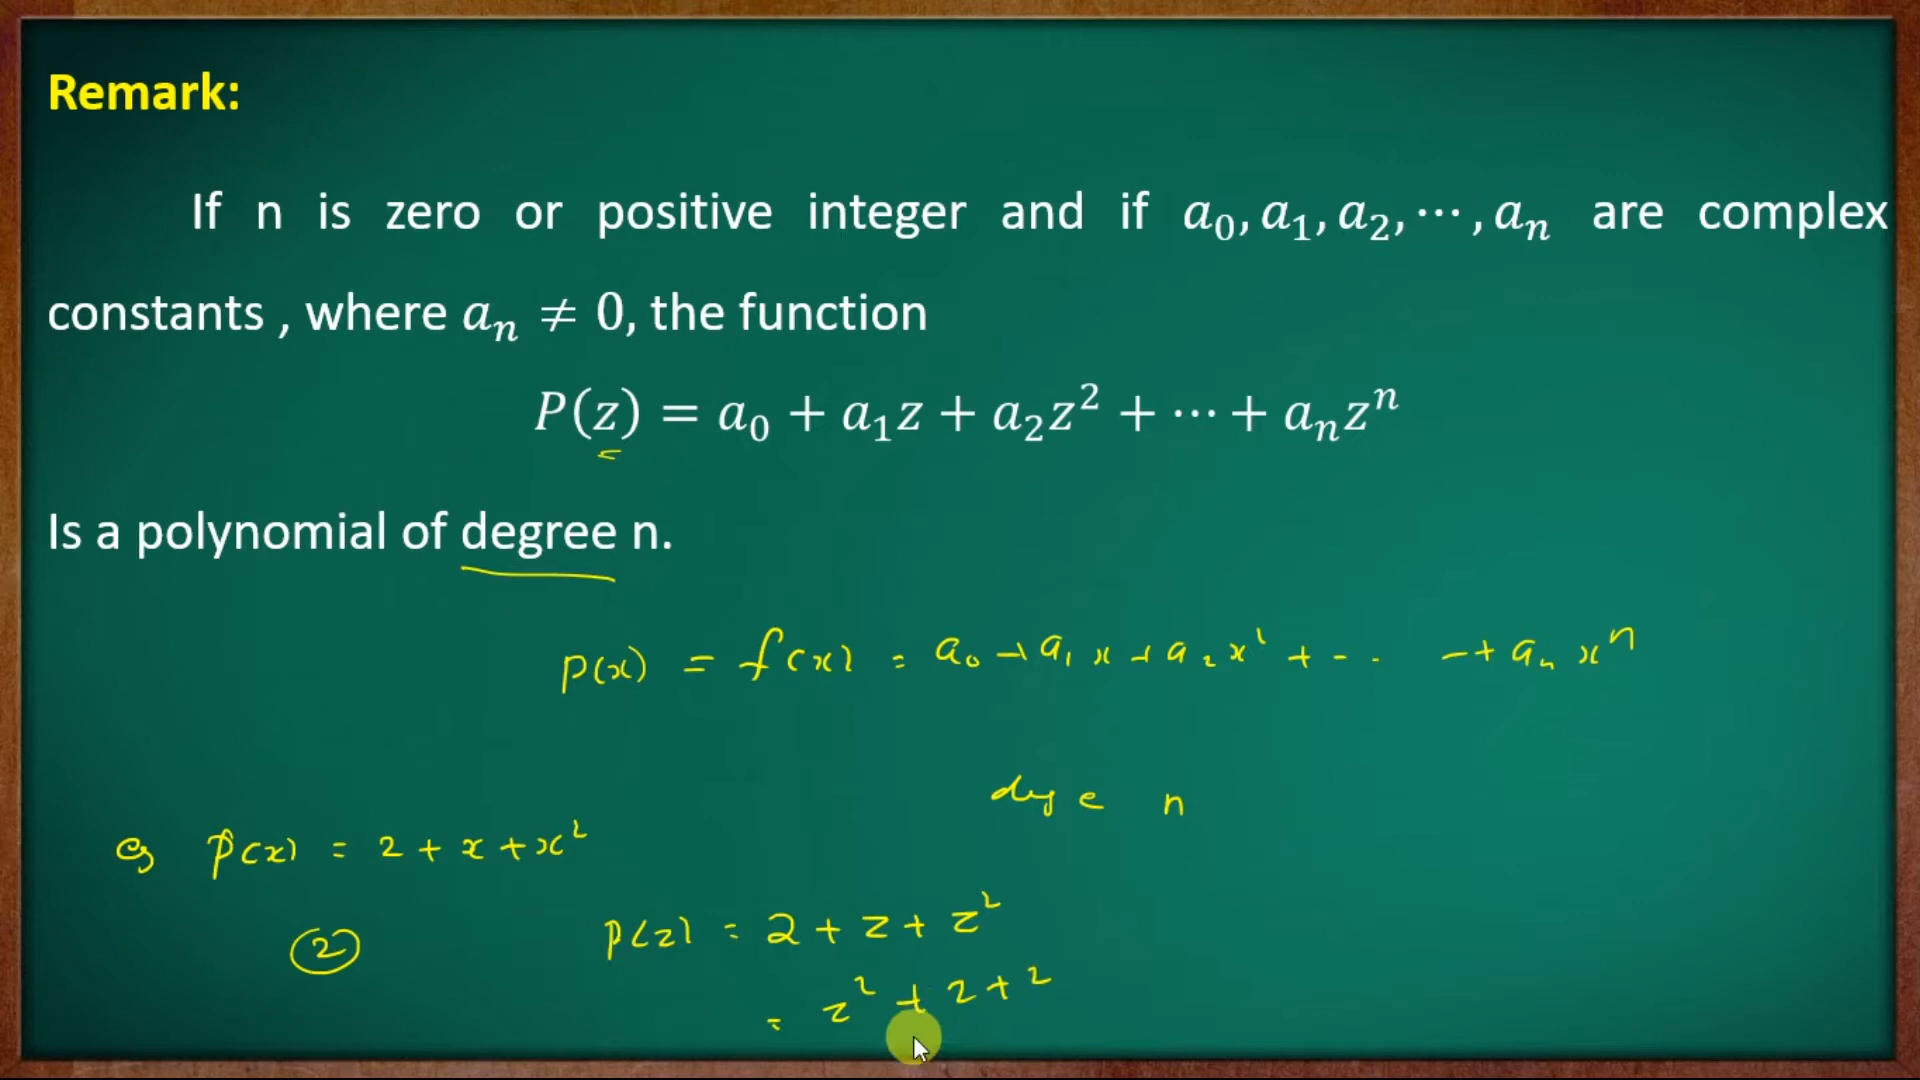 Remark:
If n is zero or positive integer and if a₀, a₁, a₂, ⋯ , aₙ are complex
constants , where aₙ ≠ 0, the function
P(z) = a₀ + a₁z + a₂z² + ⋯ + aₙzⁿ
Is a polynomial of degree n.
p(x) = f(x) = a₀ + a₁x + a₂x² + - - - + aₙxⁿ
degree n
eg p(x) = 2 + x + x²
②
p(z) = 2 + z + z²
= z² + z + 2